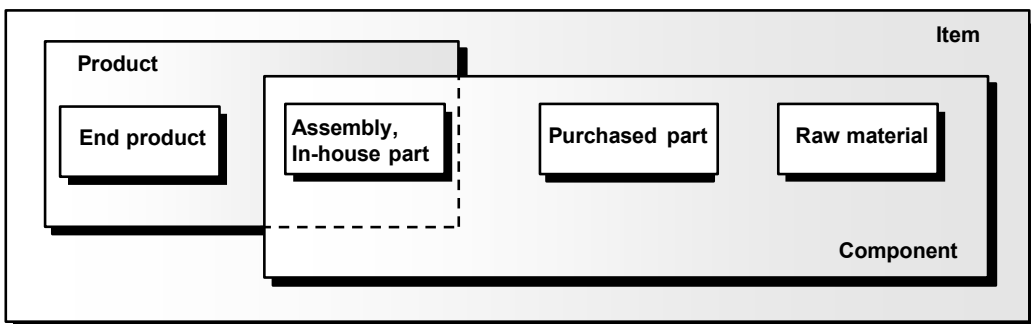 Item
Product
End product
Assembly,
In-house part
Purchased part
Raw material
Component